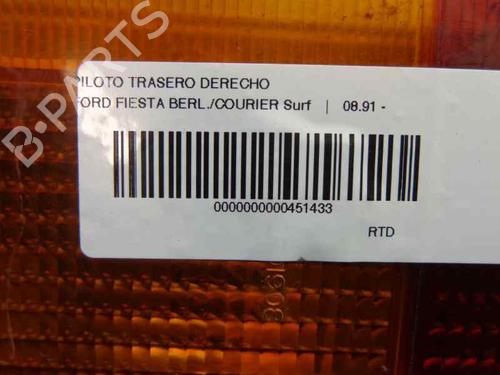 B-PARTS
PILOTO TRASERO DERECHO
FORD FIESTA BERL./COURIER Surf | 08.91 -
0000000000451433
RTD